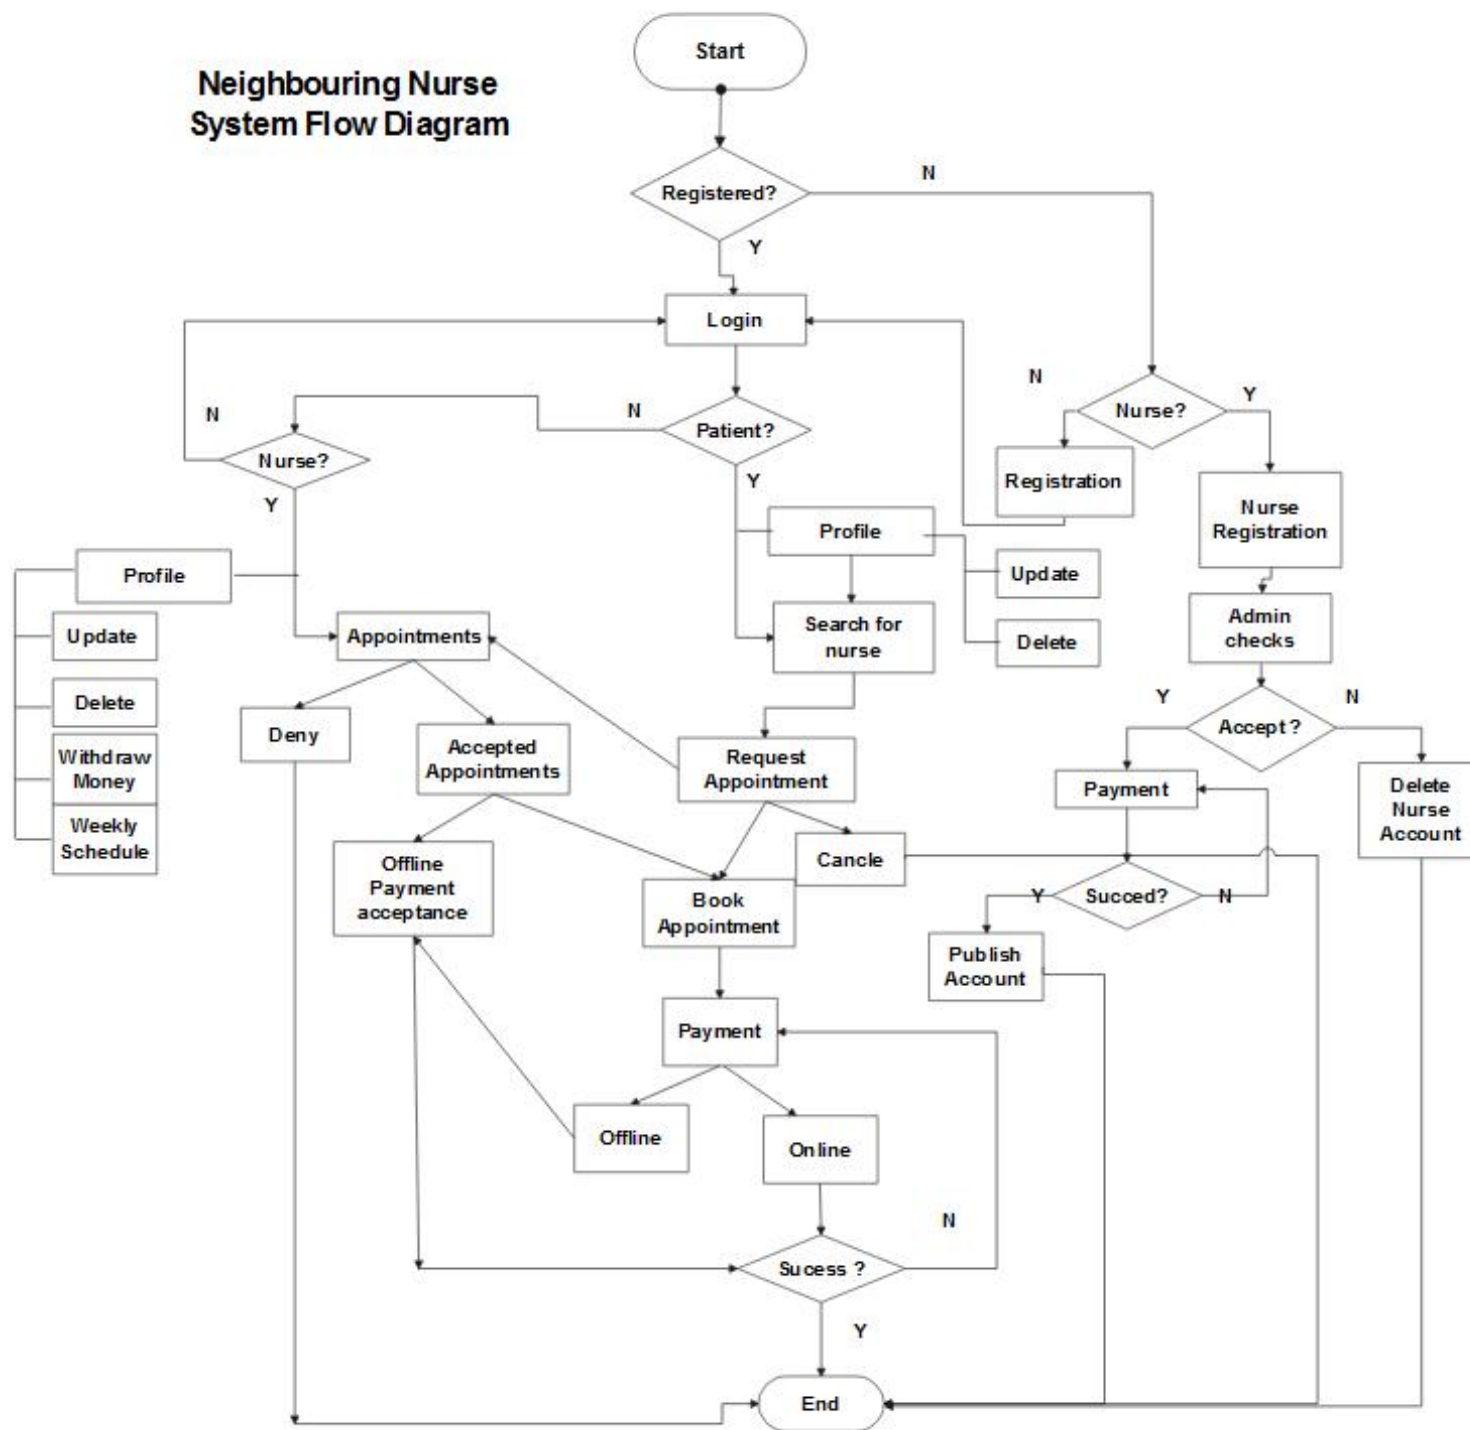 Start
Neighbouring Nurse
System Flow Diagram
Registered?
N
Y
Login
N
Y
Nurse?
N
N
Patient?
Nurse?
Y
Y
Registration
Nurse
Registration
Profile
Update
Delete
Search for
nurse
Profile
Update
Delete
Withdraw
Money
Weekly
Schedule
Appointments
Deny
Accepted
Appointments
Request
Appointment
Admin
checks
Y
N
Accept?
Payment
Delete
Nurse
Account
Cancle
Offline
Payment
acceptance
Book
Appointment
Y
Succed?
N
Publish
Account
Payment
Offline
Online
N
Sucess ?
Y
End